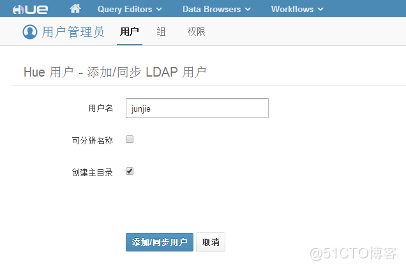 HUE Query Editors Data Browsers Workflows
用户管理员 用户 组 权限
Hue 用户 - 添加/同步 LDAP 用户
用户名 junjie
可分辨名称
创建主目录
添加/同步用户 取消
@51CTO博客